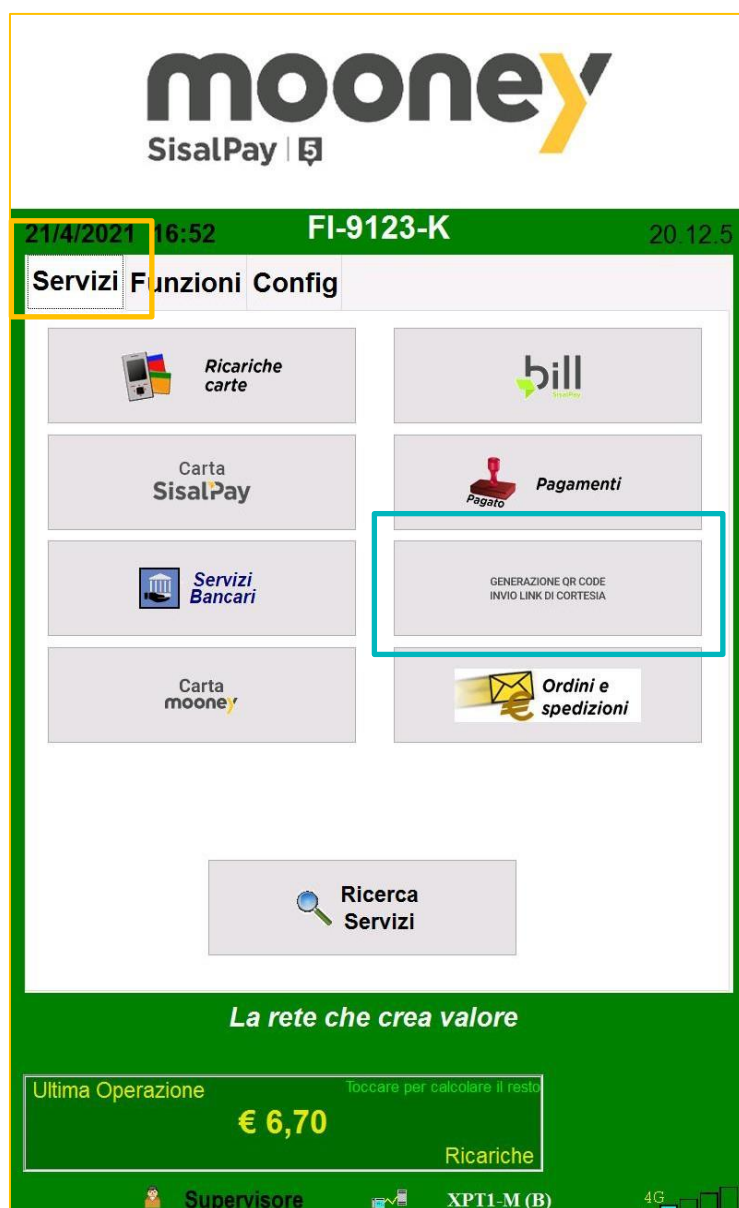 mooney
SisalPay 5
21/4/2021 16:52 FI-9123-K 20.12.5
Servizi Funzioni Config
Ricariche
carte
bill
SisalPay
Carta
SisalPay
Pagato
Pagamenti
Servizi
Bancari
GENERAZIONE QR CODE
INVIO LINK DI CORTESIA
Carta
mooney
Ordini e
spedizioni
Ricerca
Servizi
La rete che crea valore
Ultima Operazione Toccare per calcolare il resto
€ 6,70
Ricariche
Supervisore XPT1-M (B) 4G